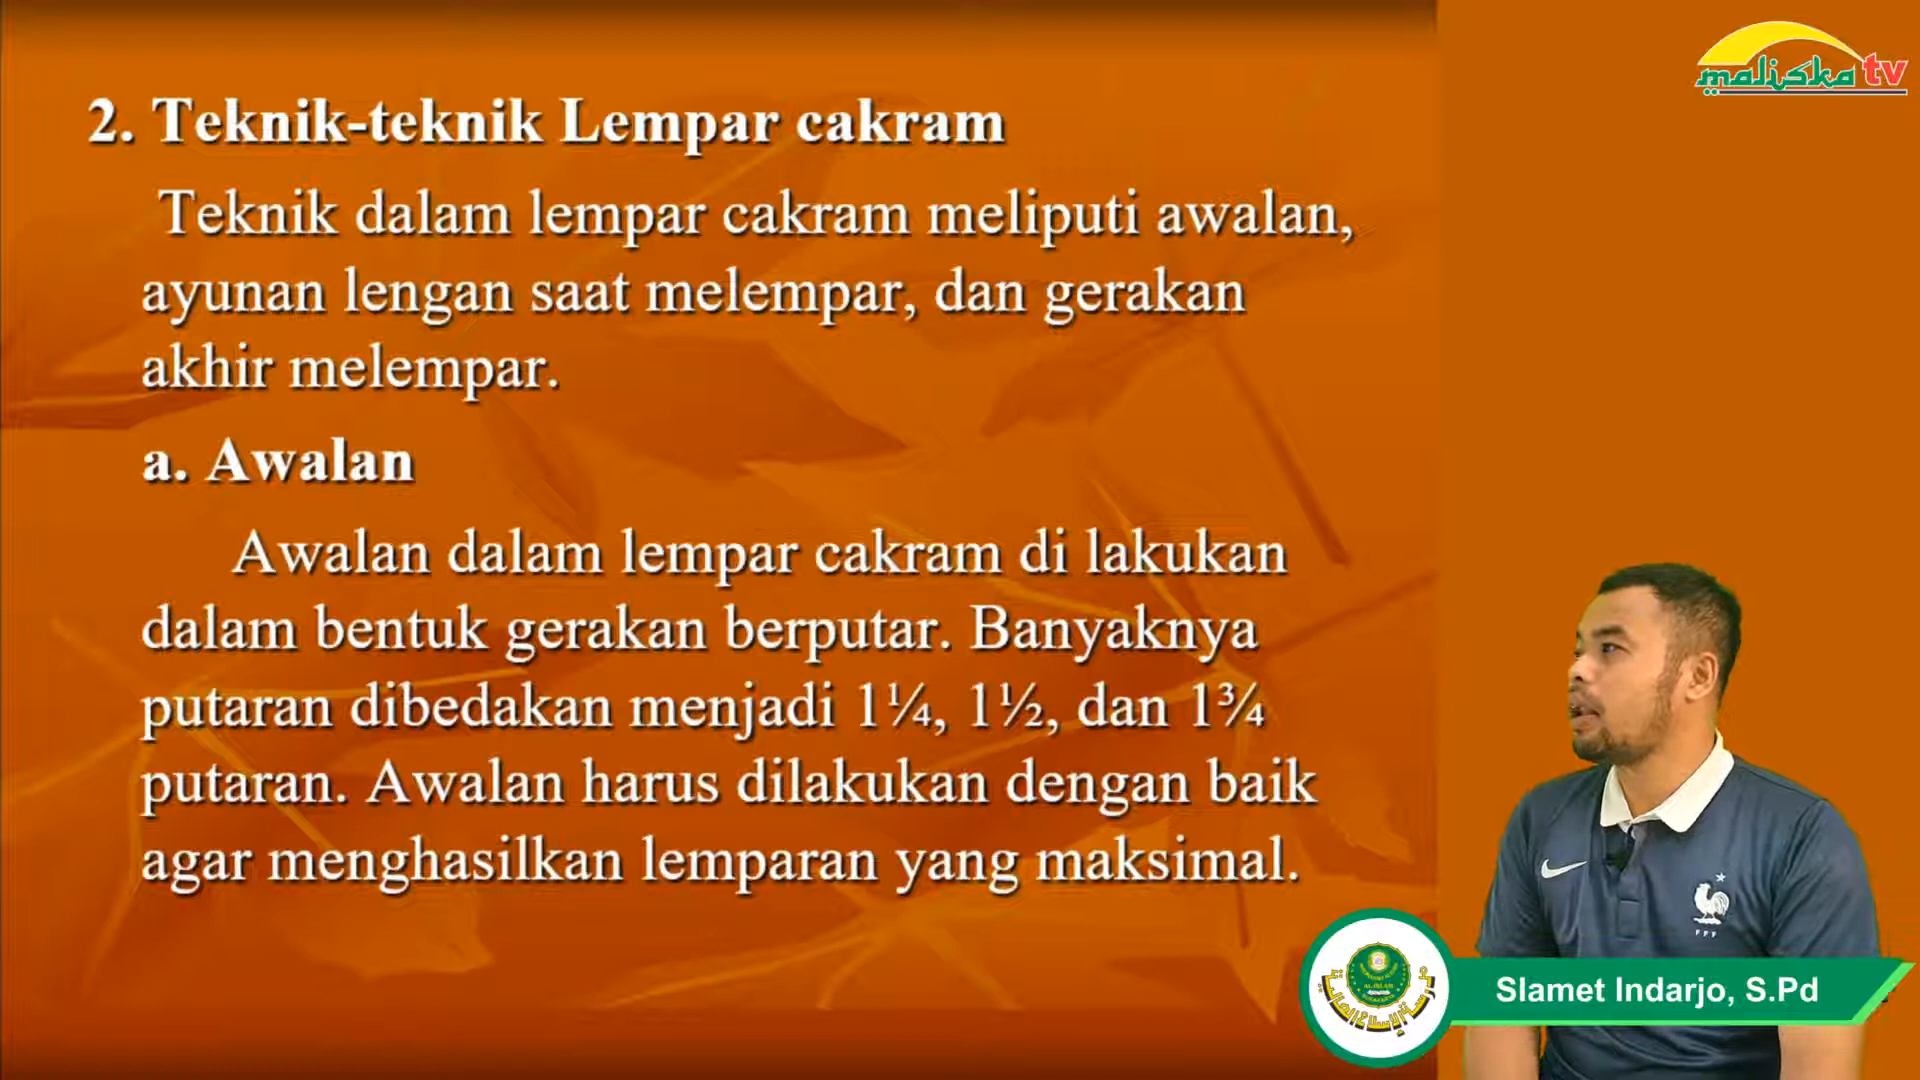 2. Teknik-teknik Lempar cakram
Teknik dalam lempar cakram meliputi awalan,
ayunan lengan saat melempar, dan gerakan
akhir melempar.
a. Awalan
Awalan dalam lempar cakram di lakukan
dalam bentuk gerakan berputar. Banyaknya
putaran dibedakan menjadi 1¼, 1½, dan 1¾
putaran. Awalan harus dilakukan dengan baik
agar menghasilkan lemparan yang maksimal.
maliska tv
FFF
Slamet Indarjo, S.Pd